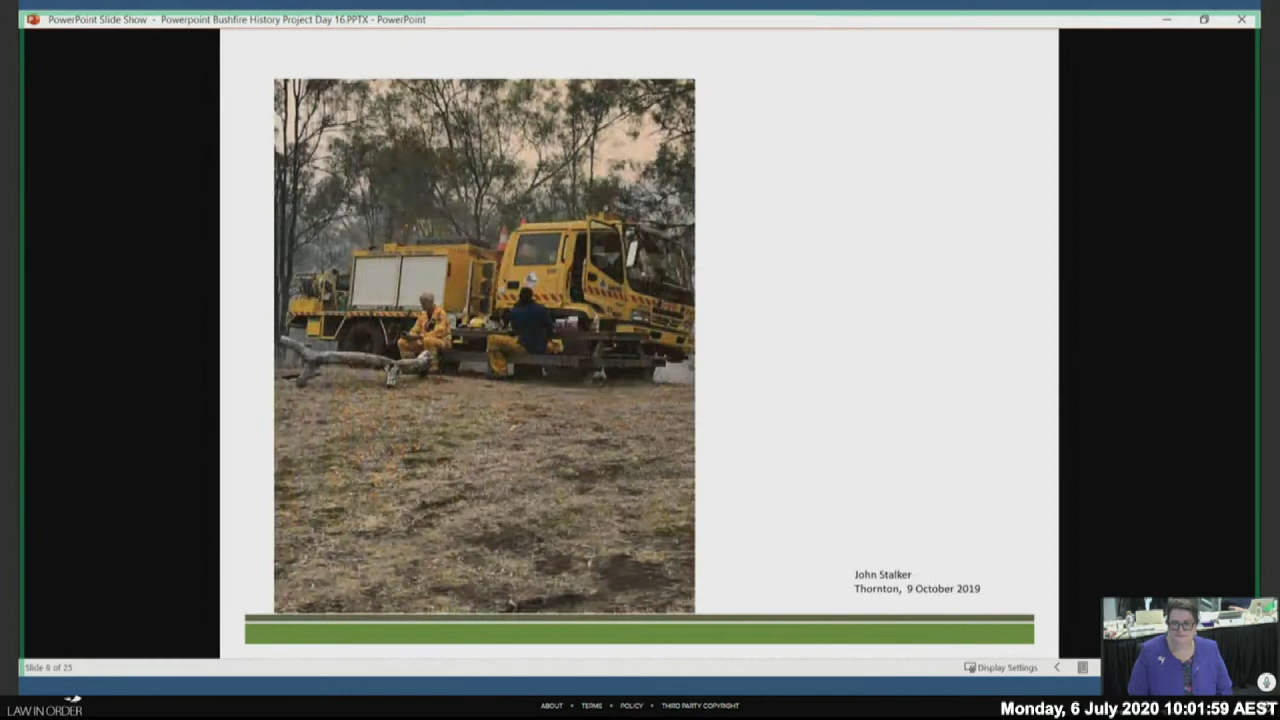 PowerPoint Slide Show - Powerpoint Bushfire History Project Day 16.PPTX - PowerPoint
John Stalker
Thornton, 9 October 2019
Slide 8 of 25
Display Settings
LAW IN ORDER
ABOUT • TERMS • POLICY • THIRD PARTY COPYRIGHT
Monday, 6 July 2020 10:01:59 AEST